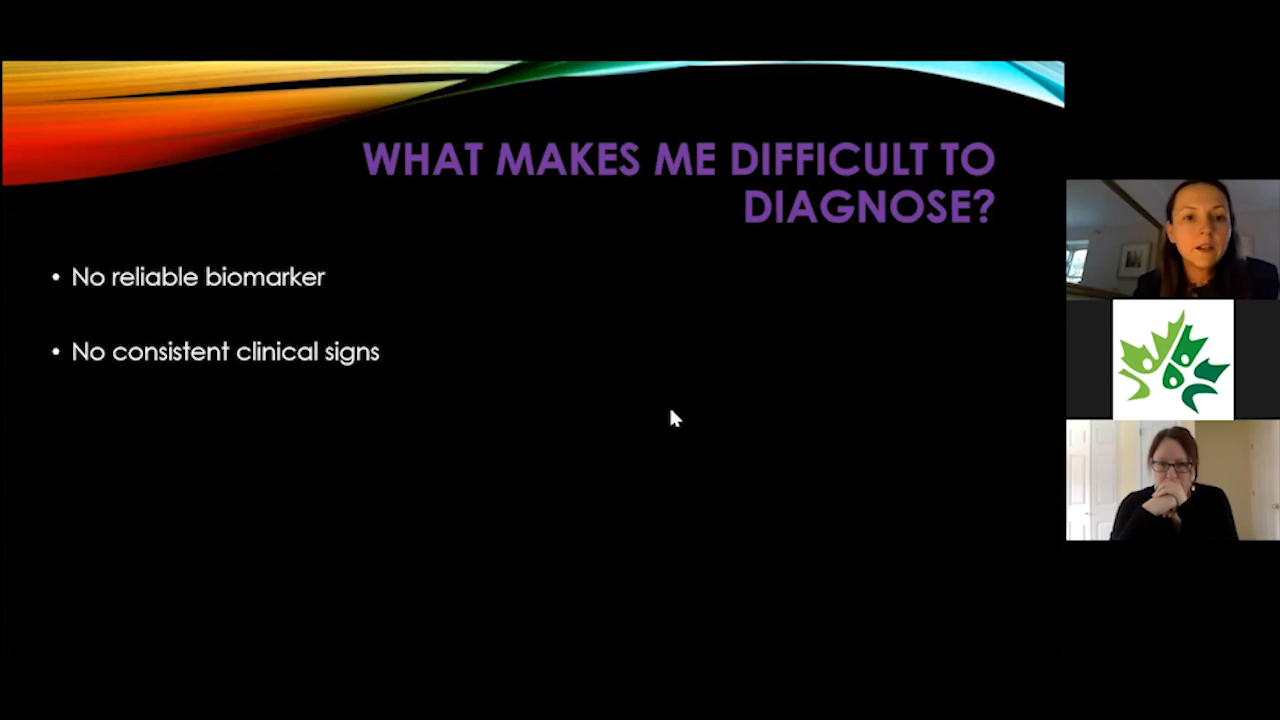 WHAT MAKES ME DIFFICULT TO
DIAGNOSE?
• No reliable biomarker
• No consistent clinical signs